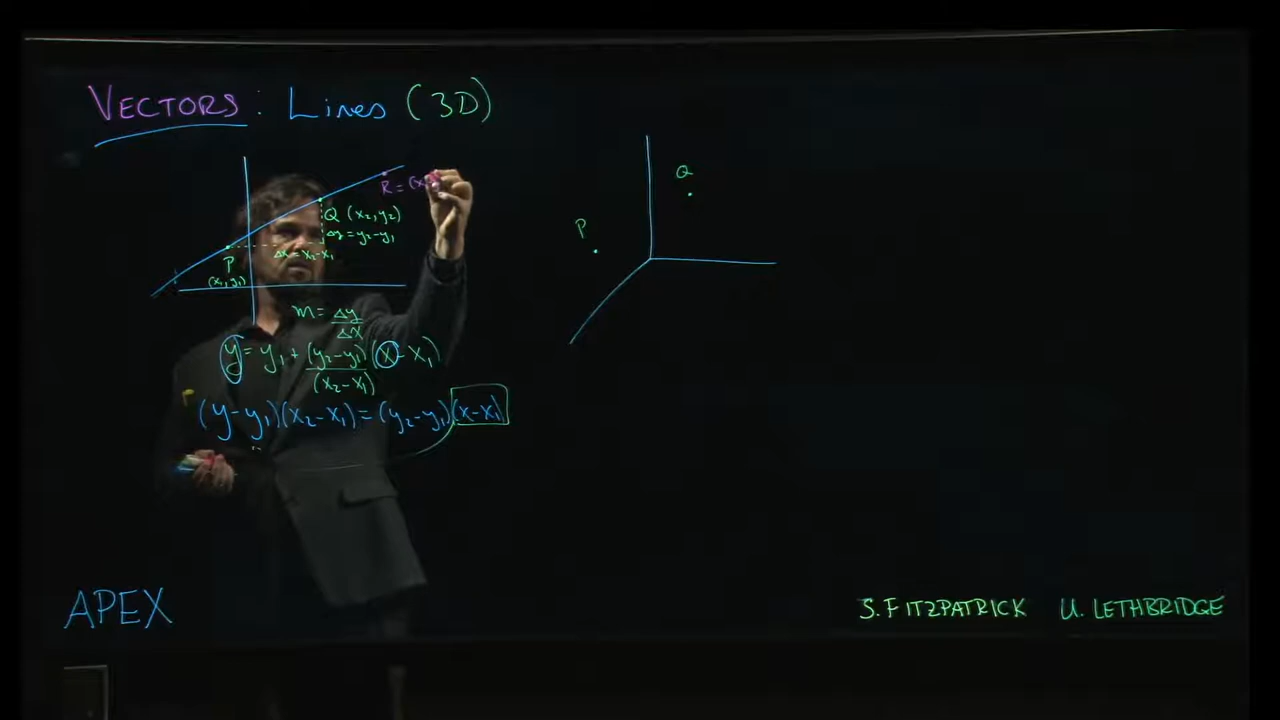 VECTORS: Lines (3D)
R = (x
Q (x₂, y₂)
Δy = y₂-y₁
P
Δx = x₂-x₁
(x₁, y₁)
m = Δy/Δx
y = y₁ + (y₂-y₁)/(x₂-x₁) (x-x₁)
(y-y₁)(x₂-x₁) = (y₂-y₁)(x-x₁)
Q
P
APEX
S. FITZPATRICK U. LETHBRIDGE